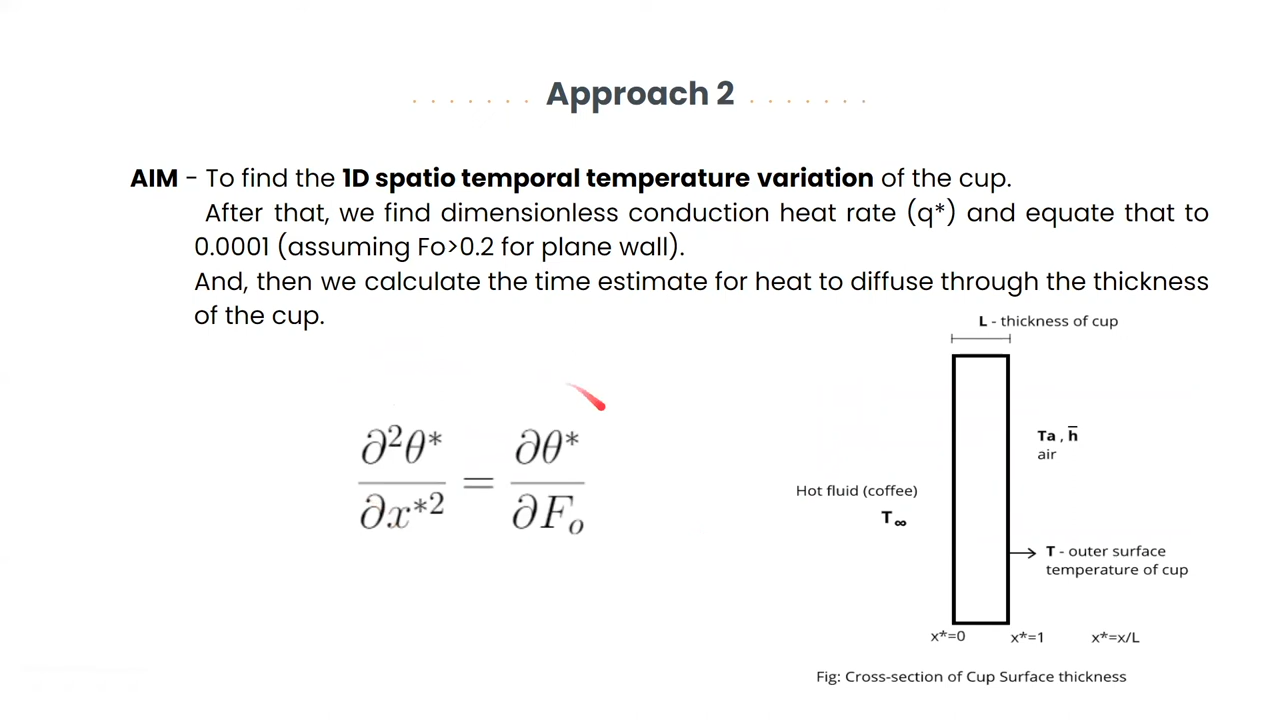 Approach 2
AIM - To find the 1D spatio temporal temperature variation of the cup.
After that, we find dimensionless conduction heat rate (q*) and equate that to
0.0001 (assuming Fo>0.2 for plane wall).
And, then we calculate the time estimate for heat to diffuse through the thickness
of the cup.
L - thickness of cup
∂²θ* / ∂x*² = ∂θ* / ∂Fₒ
Ta , h̅
air
Hot fluid (coffee)
T∞
T - outer surface
temperature of cup
x*=0 x*=1 x*=x/L
Fig: Cross-section of Cup Surface thickness